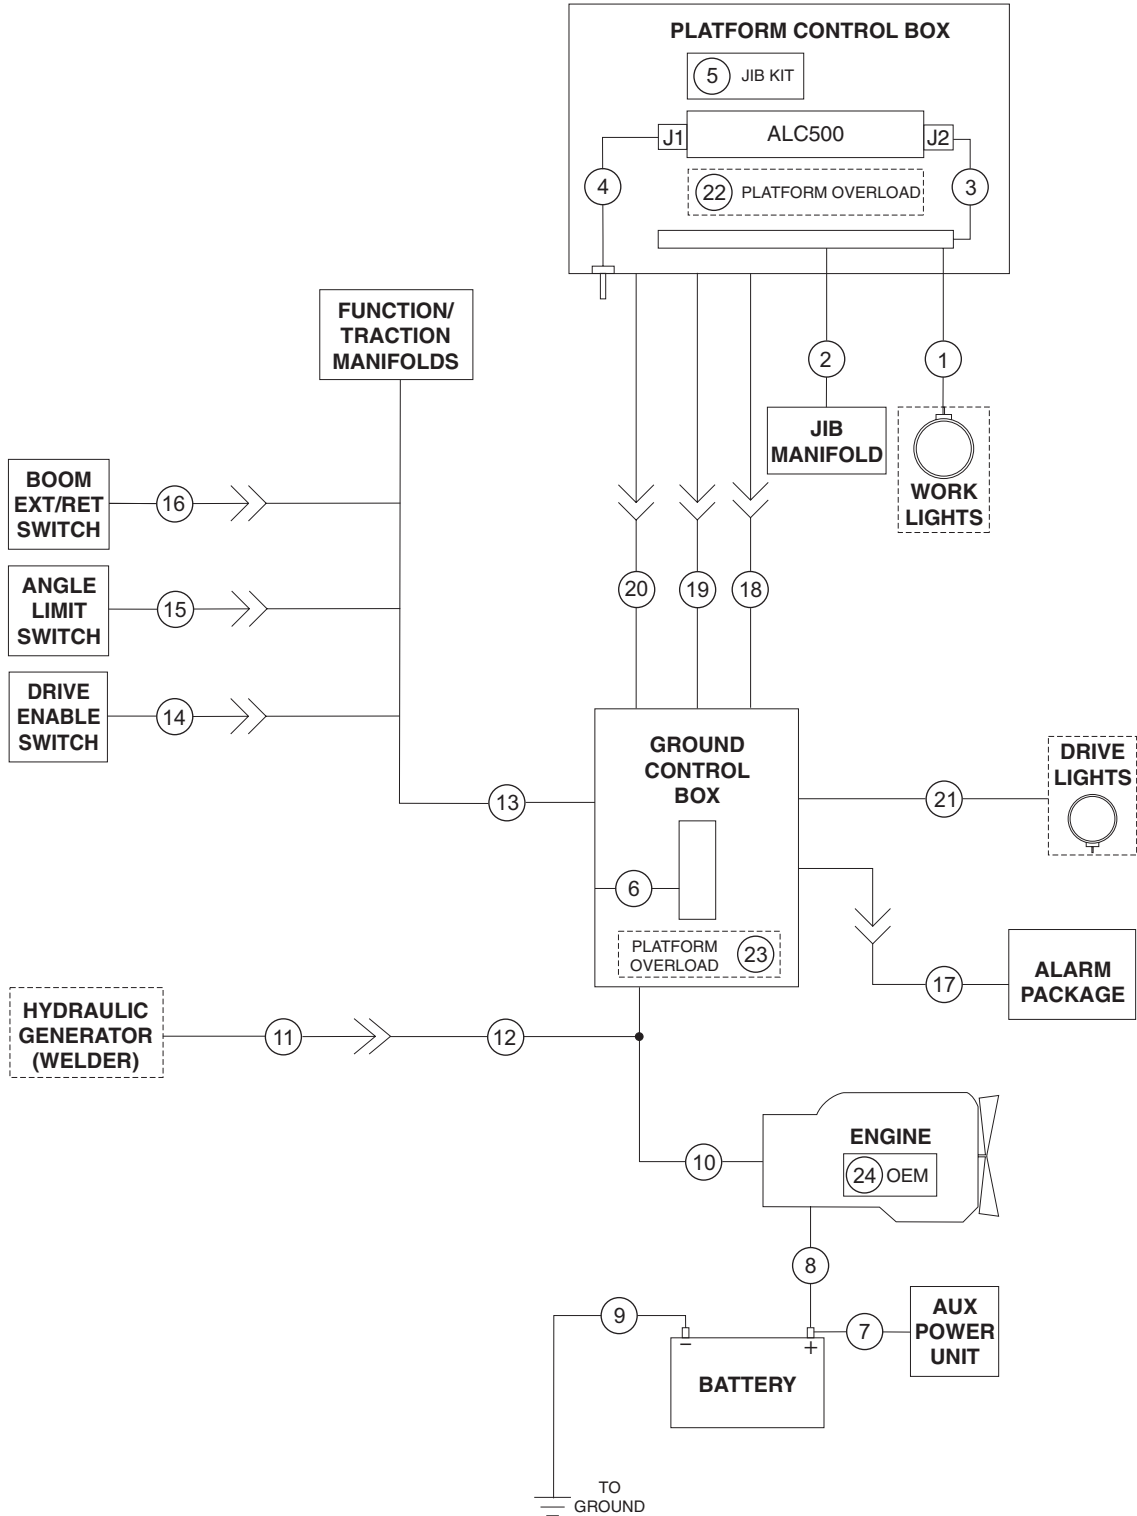 PLATFORM CONTROL BOX
5 JIB KIT
J1 ALC500 J2
4
22 PLATFORM OVERLOAD
3
FUNCTION/
TRACTION
MANIFOLDS
2
1
JIB
MANIFOLD
WORK
LIGHTS
BOOM
EXT/RET
SWITCH
16
ANGLE
LIMIT
SWITCH
15
20
19
18
DRIVE
ENABLE
SWITCH
14
GROUND
CONTROL
BOX
DRIVE
LIGHTS
13
21
6
PLATFORM
OVERLOAD
23
17
ALARM
PACKAGE
HYDRAULIC
GENERATOR
(WELDER)
11
12
10
ENGINE
24 OEM
8
9
7
AUX
POWER
UNIT
− +
BATTERY
TO
GROUND